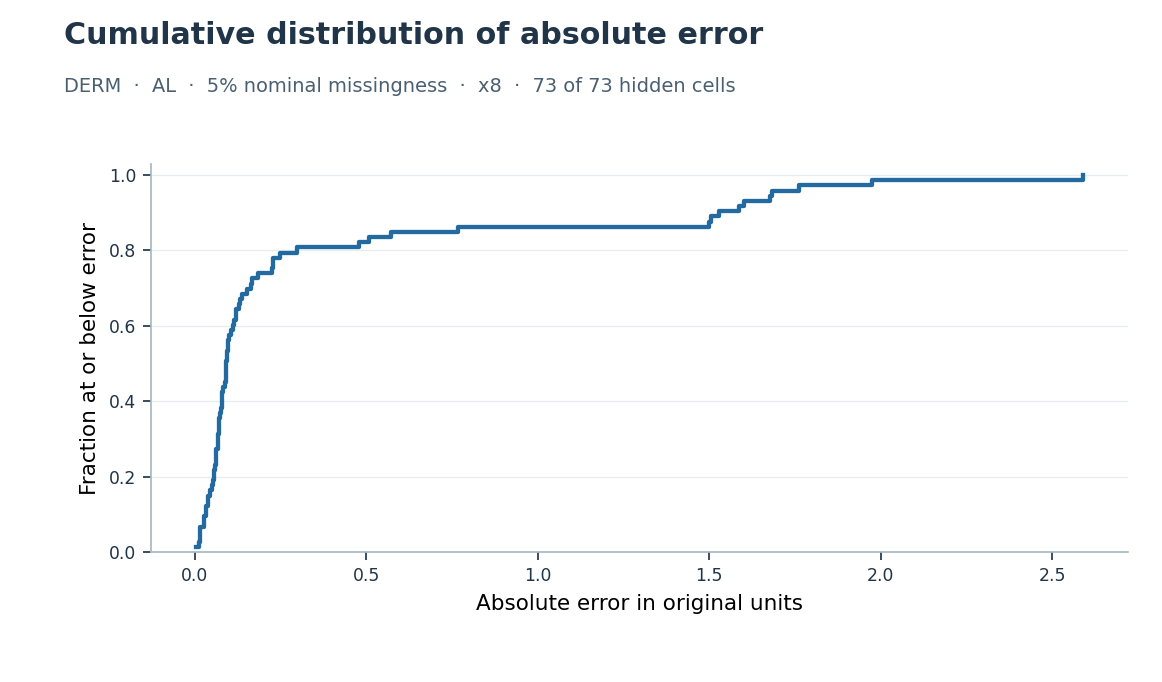 Cumulative distribution of absolute error
DERM · AL · 5% nominal missingness · x8 · 73 of 73 hidden cells
1.0
0.8
0.6
0.4
0.2
0.0
Fraction at or below error
0.0 0.5 1.0 1.5 2.0 2.5
Absolute error in original units